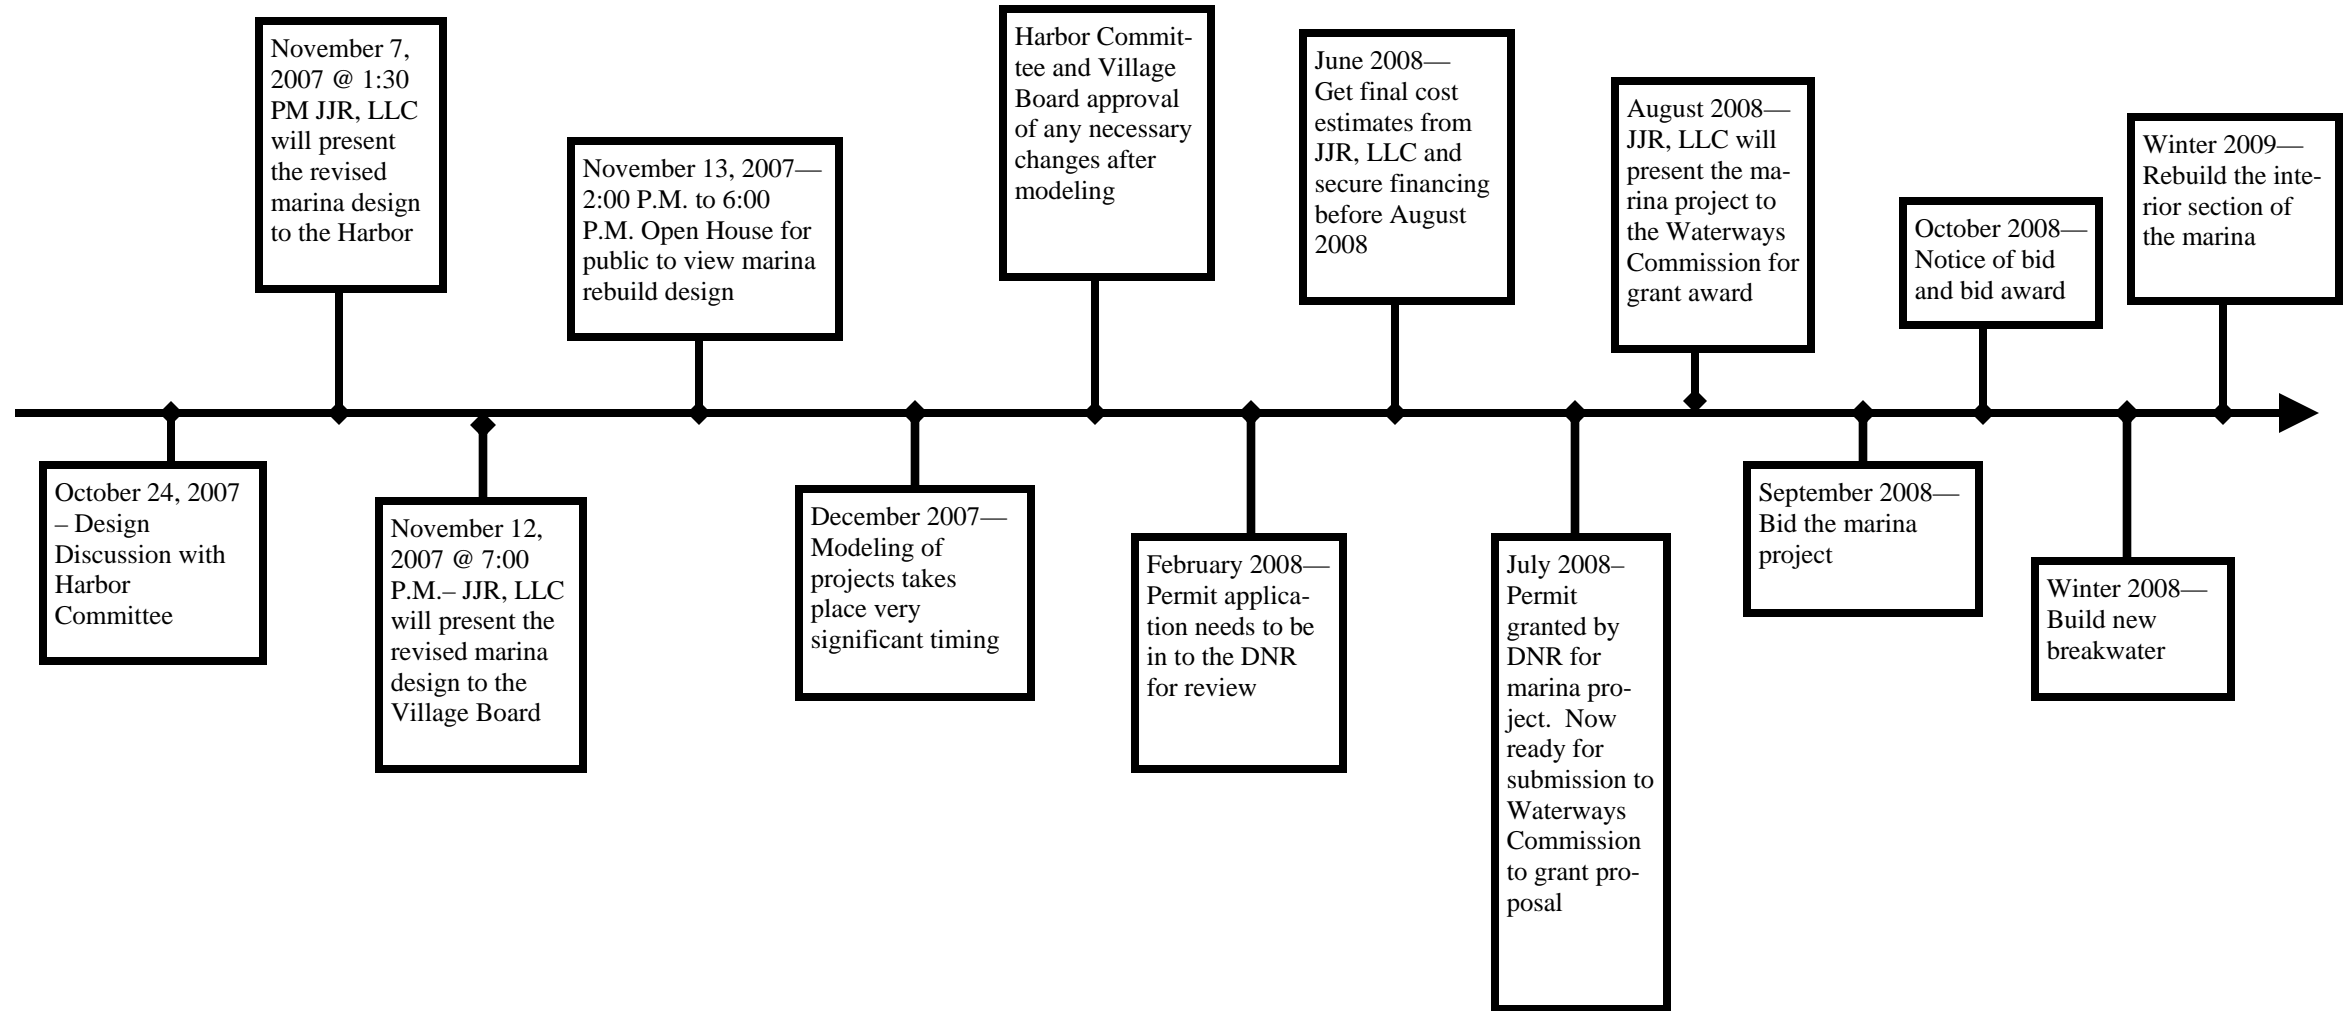 November 7,
2007 @ 1:30
PM JJR, LLC
will present
the revised
marina design
to the Harbor
November 13, 2007—
2:00 P.M. to 6:00
P.M. Open House for
public to view marina
rebuild design
Harbor Commit-
tee and Village
Board approval
of any necessary
changes after
modeling
June 2008—
Get final cost
estimates from
JJR, LLC and
secure financing
before August
2008
August 2008—
JJR, LLC will
present the ma-
rina project to
the Waterways
Commission for
grant award
October 2008—
Notice of bid
and bid award
Winter 2009—
Rebuild the inte-
rior section of
the marina
October 24, 2007
– Design
Discussion with
Harbor
Committee
November 12,
2007 @ 7:00
P.M.– JJR, LLC
will present the
revised marina
design to the
Village Board
December 2007—
Modeling of
projects takes
place very
significant timing
February 2008—
Permit applica-
tion needs to be
in to the DNR
for review
July 2008–
Permit
granted by
DNR for
marina pro-
ject.  Now
ready for
submission to
Waterways
Commission
to grant pro-
posal
September 2008—
Bid the marina
project
Winter 2008—
Build new
breakwater